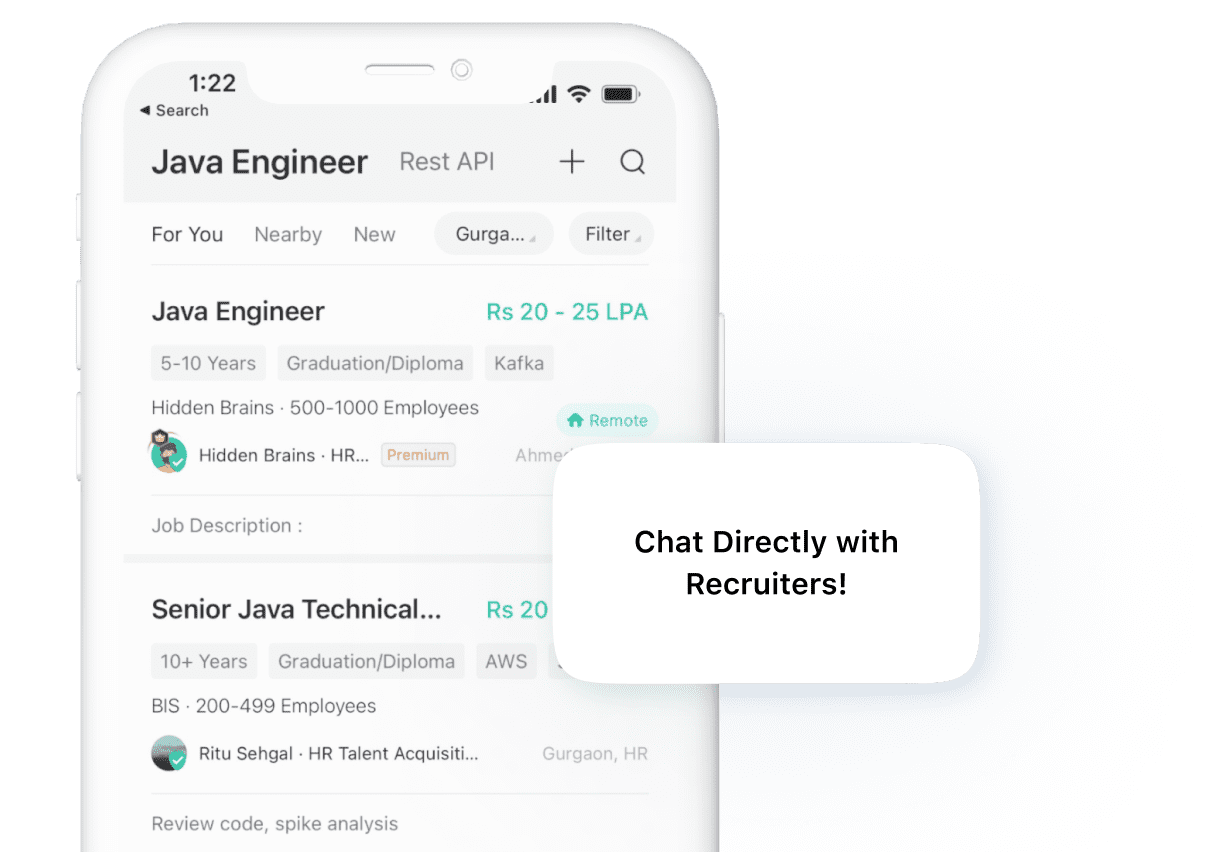 1:22
◀ Search
Java Engineer Rest API
For You Nearby New Gurga... Filter
Java Engineer Rs 20 - 25 LPA
5-10 Years Graduation/Diploma Kafka
Hidden Brains · 500-1000 Employees
Remote
Hidden Brains · HR... Premium
Job Description :
Chat Directly with
Recruiters!
Senior Java Technical... Rs 20
10+ Years Graduation/Diploma AWS
BIS · 200-499 Employees
Ritu Sehgal · HR Talent Acquisiti... Gurgaon, HR
Review code, spike analysis